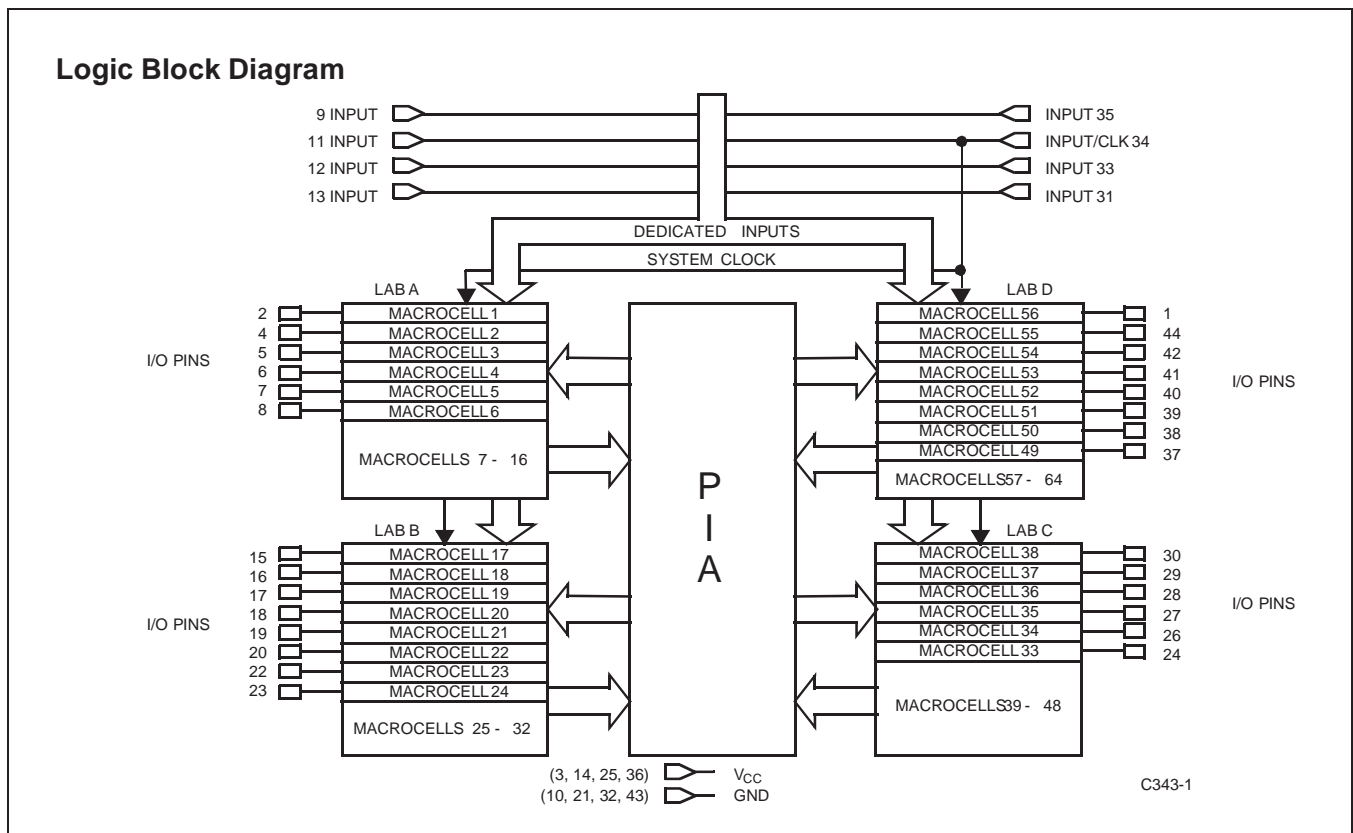 Logic Block Diagram
9 INPUT
INPUT 35
11 INPUT
INPUT/CLK 34
12 INPUT
INPUT 33
13 INPUT
INPUT 31
DEDICATED INPUTS
SYSTEM CLOCK
LAB A
LAB D
2
MACROCELL 1
MACROCELL 56
1
4
MACROCELL 2
MACROCELL 55
44
5
MACROCELL 3
MACROCELL 54
42
I/O PINS
6
MACROCELL 4
MACROCELL 53
41
I/O PINS
7
MACROCELL 5
MACROCELL 52
40
8
MACROCELL 6
MACROCELL 51
39
MACROCELL 50
38
MACROCELL 49
37
MACROCELLS 7 - 16
MACROCELLS 57 - 64
P
I
A
LAB B
LAB C
15
MACROCELL 17
MACROCELL 38
30
16
MACROCELL 18
MACROCELL 37
29
17
MACROCELL 19
MACROCELL 36
28
18
MACROCELL 20
MACROCELL 35
27
I/O PINS
I/O PINS
19
MACROCELL 21
MACROCELL 34
26
20
MACROCELL 22
MACROCELL 33
24
22
MACROCELL 23
23
MACROCELL 24
MACROCELLS 25 - 32
MACROCELLS 39 - 48
(3, 14, 25, 36)
VCC
(10, 21, 32, 43)
GND
C343-1